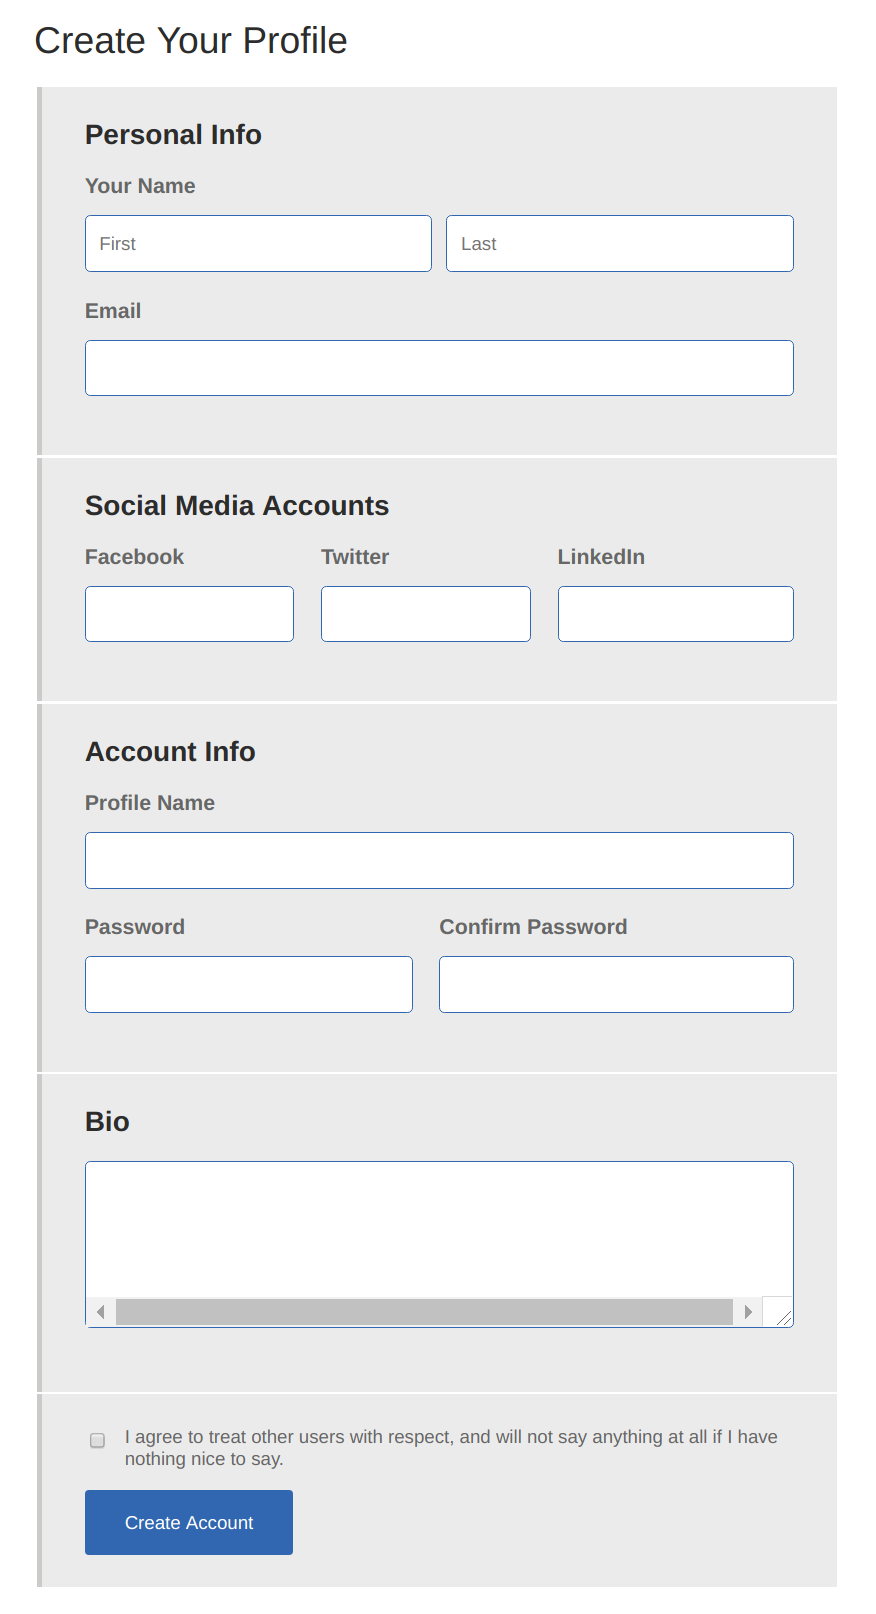 Create Your Profile
Personal Info
Your Name
First
Last
Email
Social Media Accounts
Facebook
Twitter
LinkedIn
Account Info
Profile Name
Password
Confirm Password
Bio
I agree to treat other users with respect, and will not say anything at all if I have
nothing nice to say.
Create Account